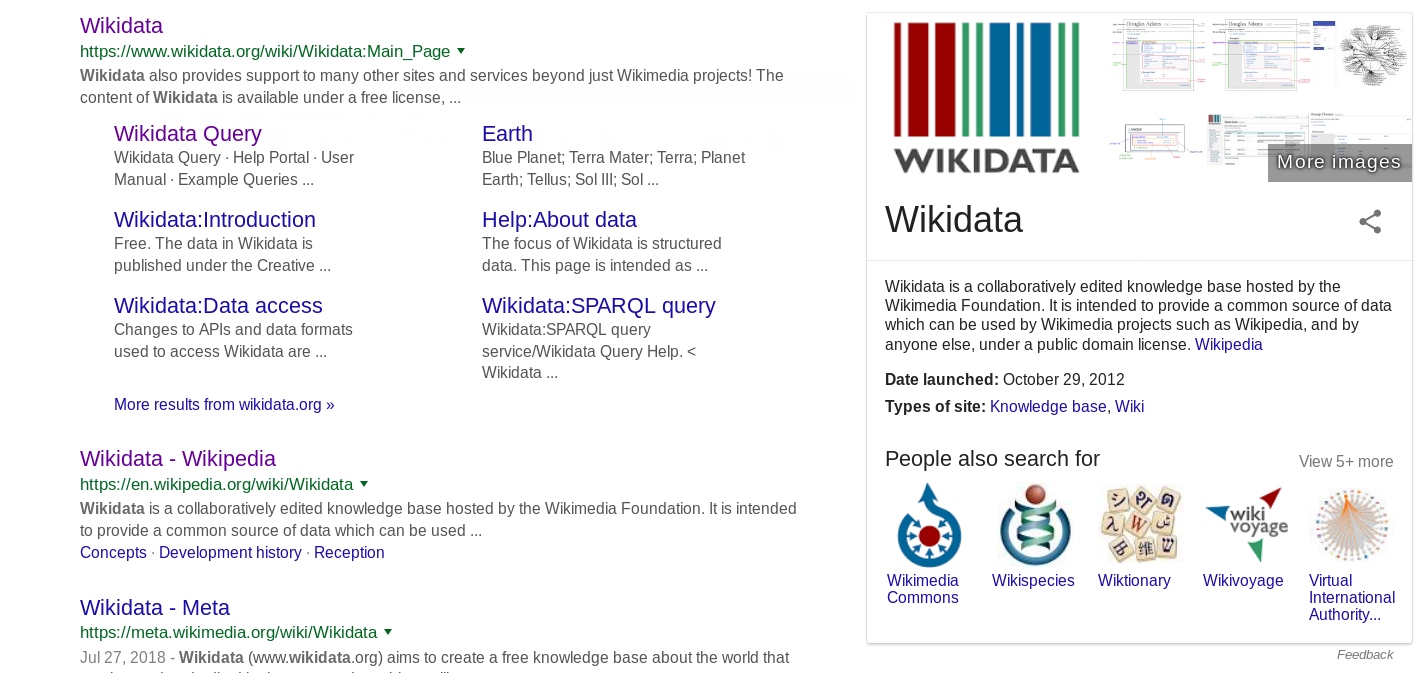 Wikidata
https://www.wikidata.org/wiki/Wikidata:Main_Page
Wikidata also provides support to many other sites and services beyond just Wikimedia projects! The
content of Wikidata is available under a free license, ...
Wikidata Query
Wikidata Query · Help Portal · User
Manual · Example Queries ...
Earth
Blue Planet; Terra Mater; Terra; Planet
Earth; Tellus; Sol III; Sol ...
Wikidata:Introduction
Free. The data in Wikidata is
published under the Creative ...
Help:About data
The focus of Wikidata is structured
data. This page is intended as ...
Wikidata:Data access
Changes to APIs and data formats
used to access Wikidata are ...
Wikidata:SPARQL query
Wikidata:SPARQL query
service/Wikidata Query Help. <
Wikidata ...
More results from wikidata.org »
Wikidata - Wikipedia
https://en.wikipedia.org/wiki/Wikidata
Wikidata is a collaboratively edited knowledge base hosted by the Wikimedia Foundation. It is intended
to provide a common source of data which can be used ...
Concepts · Development history · Reception
Wikidata - Meta
https://meta.wikimedia.org/wiki/Wikidata
Jul 27, 2018 - Wikidata (www.wikidata.org) aims to create a free knowledge base about the world that
WIKIDATA
Douglas Adams
Douglas Adams
More images
Wikidata
Wikidata is a collaboratively edited knowledge base hosted by the
Wikimedia Foundation. It is intended to provide a common source of data
which can be used by Wikimedia projects such as Wikipedia, and by
anyone else, under a public domain license. Wikipedia
Date launched: October 29, 2012
Types of site: Knowledge base, Wiki
People also search for
View 5+ more
wiki
voyage
Wikimedia
Commons
Wikispecies
Wiktionary
Wikivoyage
Virtual
International
Authority...
Feedback